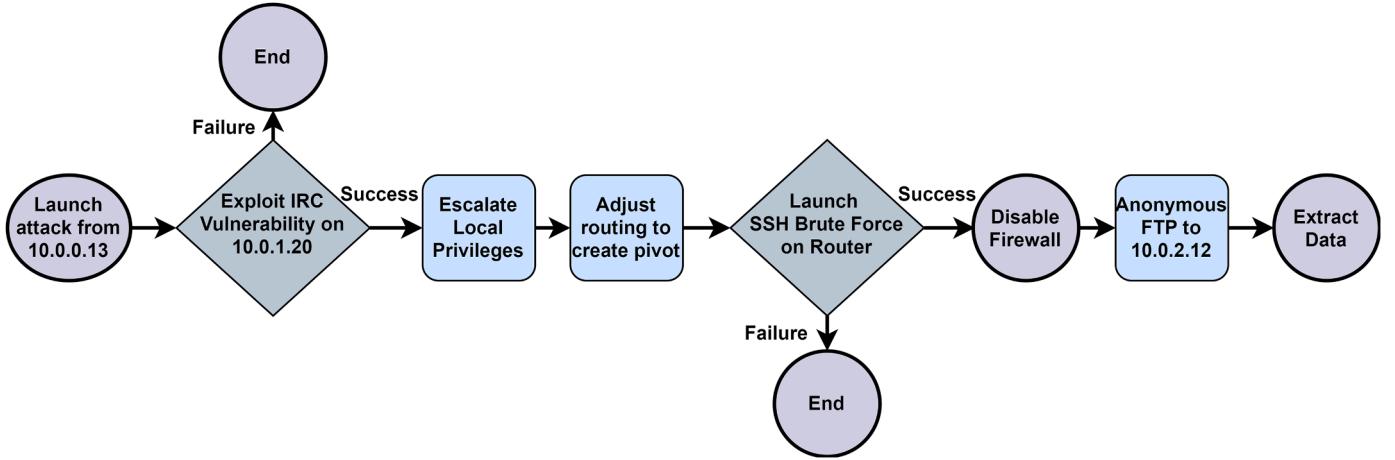 End
Failure
Launch
attack from
10.0.0.13
Exploit IRC
Vulnerability on
10.0.1.20
Success
Escalate
Local
Privileges
Adjust
routing to
create pivot
Launch
SSH Brute Force
on Router
Success
Disable
Firewall
Anonymous
FTP to
10.0.2.12
Extract
Data
Failure
End